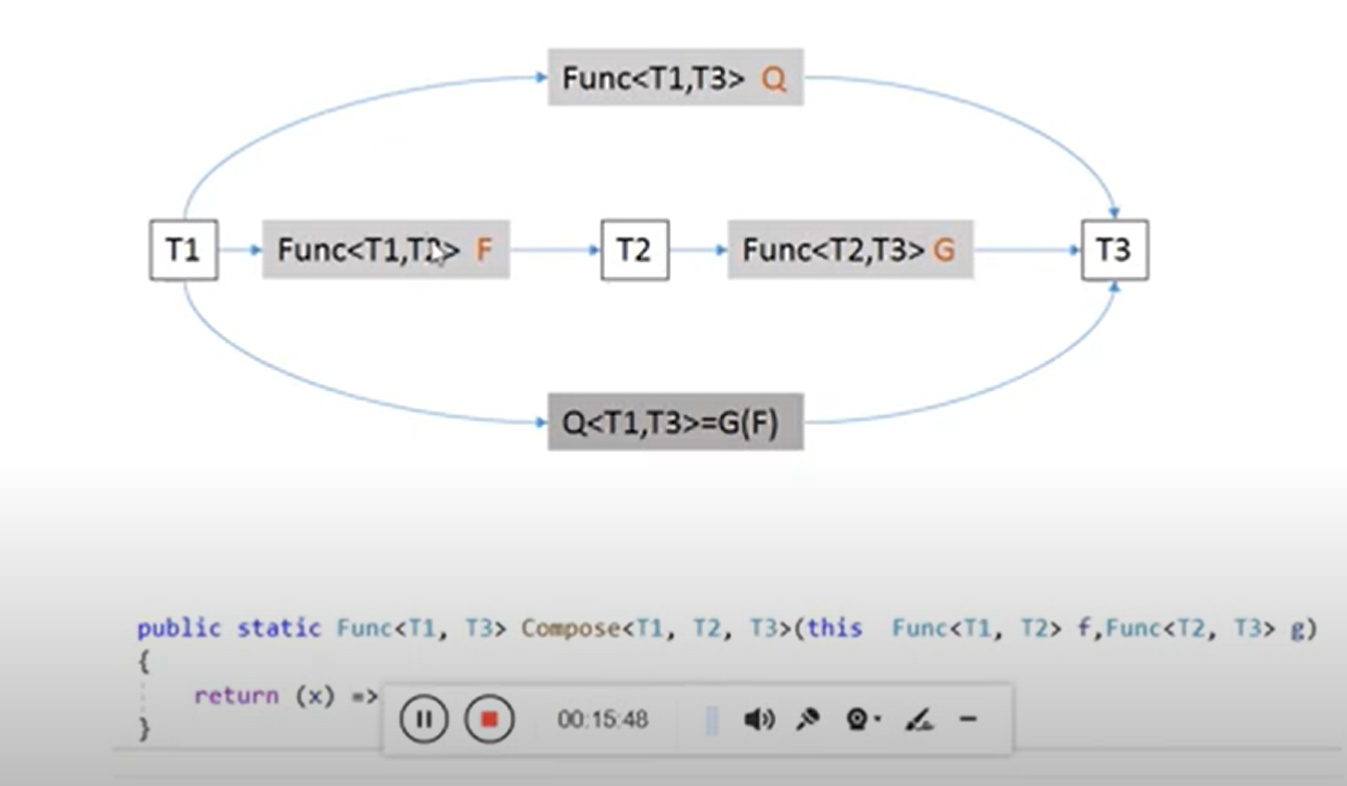 Func<T1,T3> Q
T1
Func<T1,T2> F
T2
Func<T2,T3> G
T3
Q<T1,T3>=G(F)
public static Func<T1, T3> Compose<T1, T2, T3>(this Func<T1, T2> f,Func<T2, T3> g)
{
return (x) =>
}
00:15:48